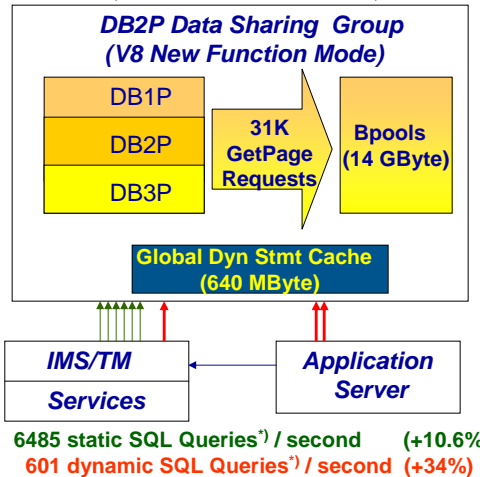 DB2P Data Sharing Group
(V8 New Function Mode)
DB1P
DB2P
DB3P
31K
GetPage
Requests
Bpools
(14 GByte)
Global Dyn Stmt Cache
(640 MByte)
IMS/TM
Services
Application
Server
6485 static SQL Queries*) / second (+10.6%
601 dynamic SQL Queries*) / second (+34%)